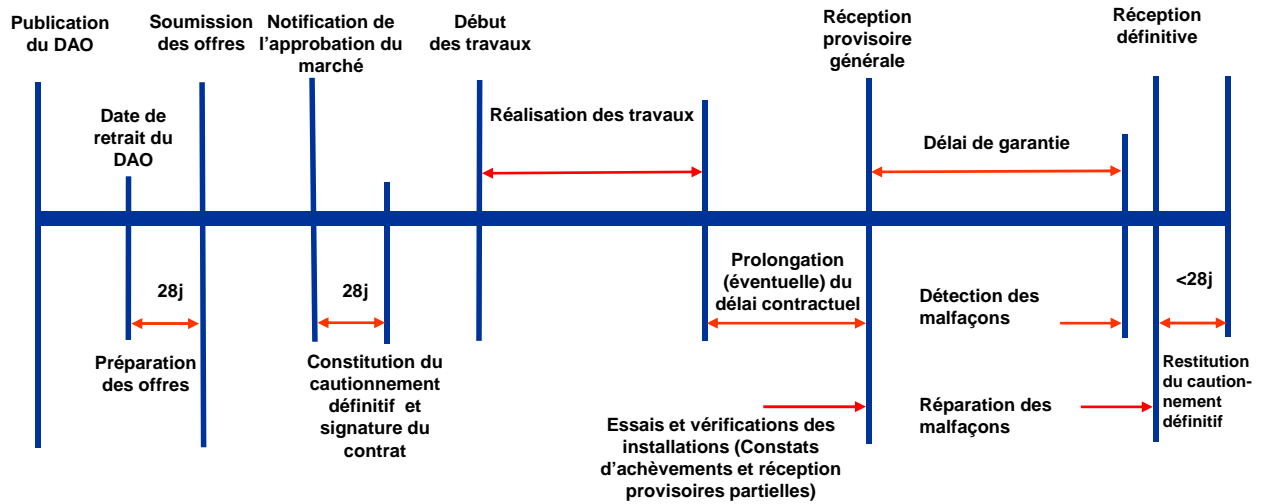 Publication
du DAO
Soumission
des offres
Notification de
l'approbation du
marché
Début
des travaux
Réception
provisoire
générale
Réception
définitive
Date de
retrait du
DAO
Réalisation des travaux
Délai de garantie
28j
28j
Prolongation
(éventuelle) du
délai contractuel
Détection des
malfaçons
<28j
Préparation
des offres
Constitution du
cautionnement
définitif et
signature du
contrat
Essais et vérifications des
installations (Constats
d'achèvements et réception
provisoires partielles)
Réparation des
malfaçons
Restitution
du caution-
nement
définitif